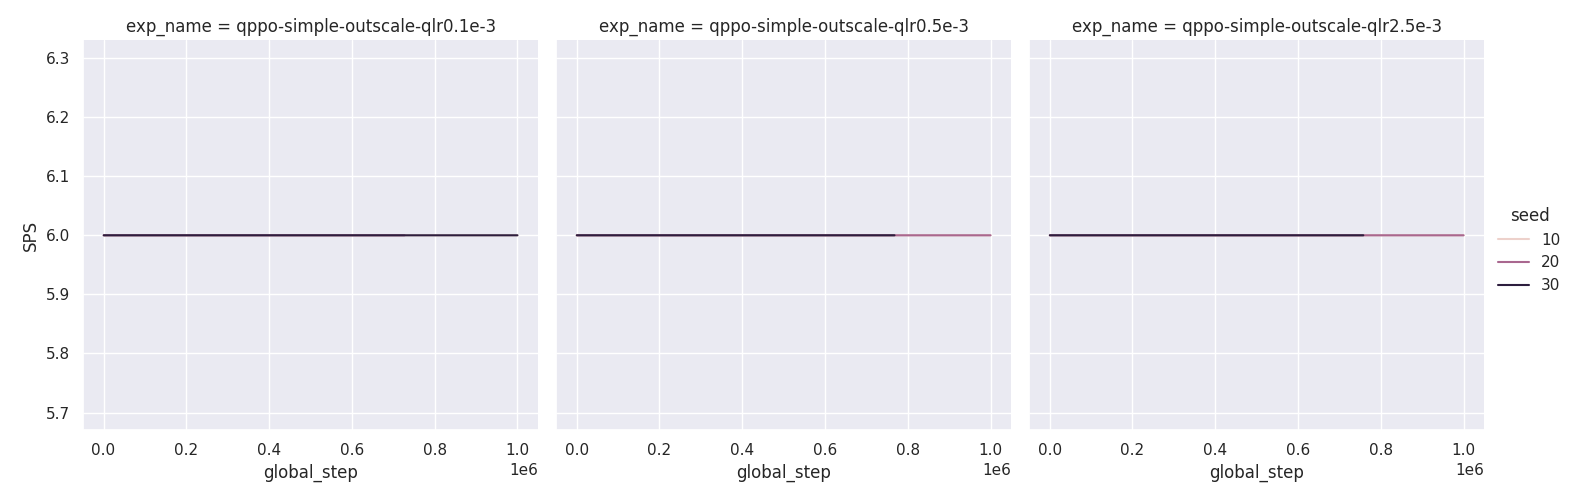 exp_name = qppo-simple-outscale-qlr0.1e-3
exp_name = qppo-simple-outscale-qlr0.5e-3
exp_name = qppo-simple-outscale-qlr2.5e-3
6.3
6.2
6.1
6.0
5.9
5.8
5.7
SPS
0.0 0.2 0.4 0.6 0.8 1.0
1e6
global_step
0.0 0.2 0.4 0.6 0.8 1.0
1e6
global_step
0.0 0.2 0.4 0.6 0.8 1.0
1e6
global_step
seed
10
20
30